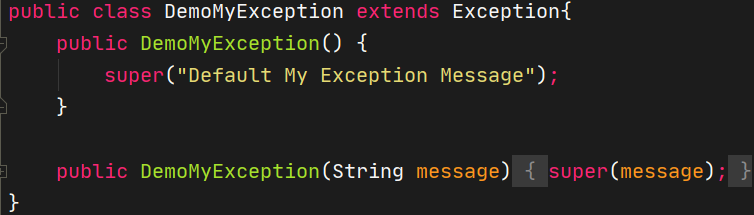 public class DemoMyException extends Exception{
    public DemoMyException() {
        super("Default My Exception Message");
    }

    public DemoMyException(String message) { super(message); }
}